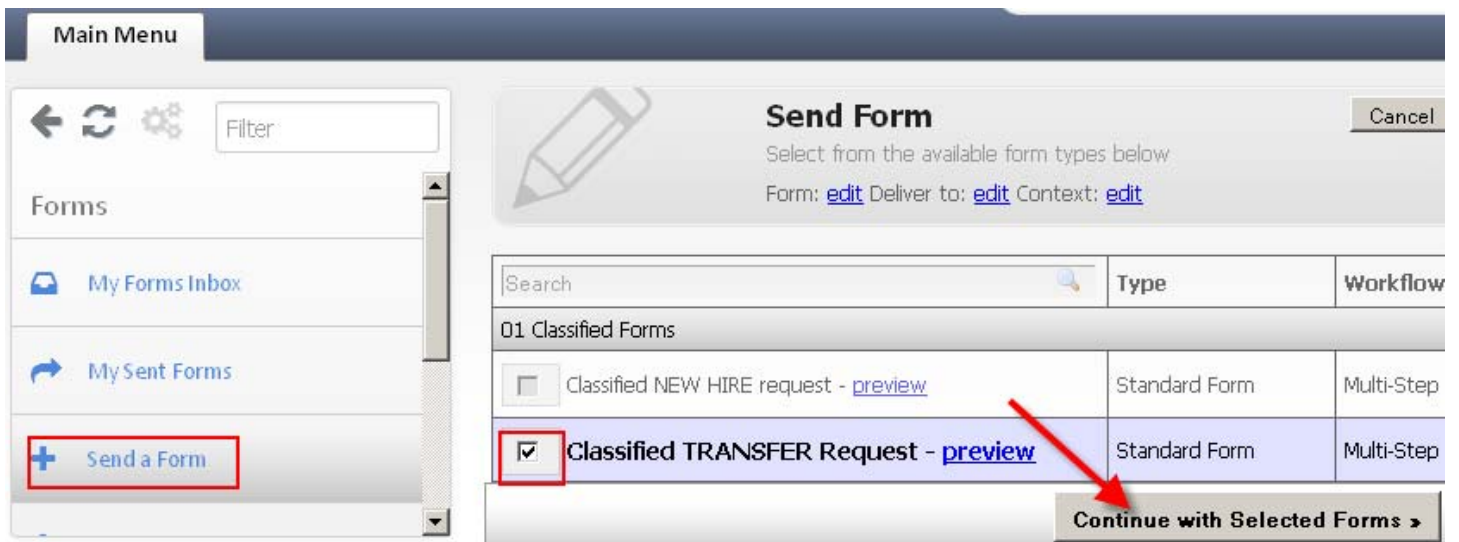 Main Menu
Filter
Forms
My Forms Inbox
My Sent Forms
Send a Form
Send Form
Cancel
Select from the available form types below
Form: edit Deliver to: edit Context: edit
Search
Type
Workflow
01 Classified Forms
Classified NEW HIRE request - preview
Standard Form
Multi-Step
Classified TRANSFER Request - preview
Standard Form
Multi-Step
Continue with Selected Forms »